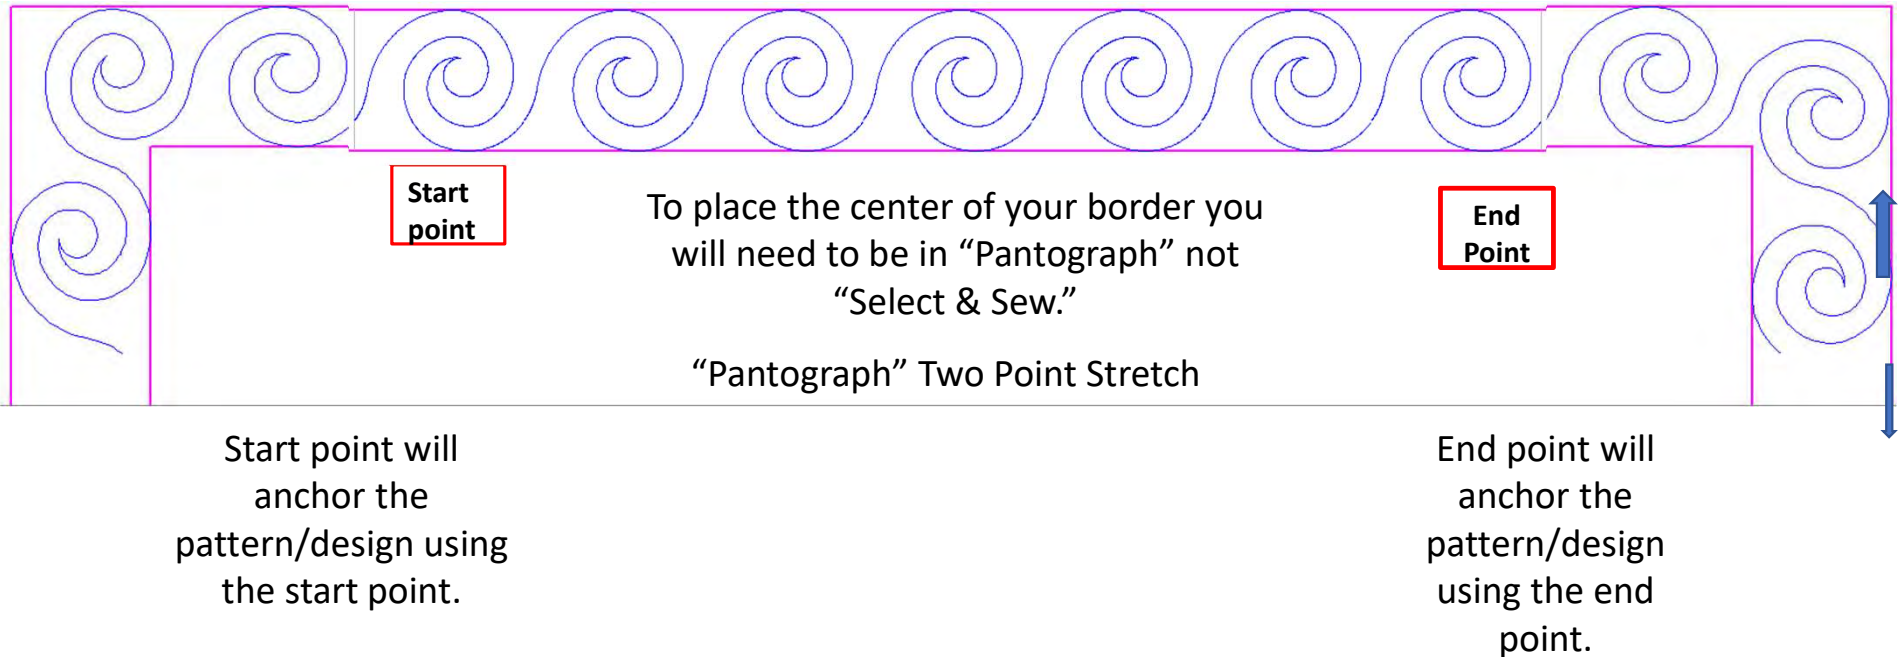 Start
point
To place the center of your border you
will need to be in “Pantograph” not
“Select & Sew.”
“Pantograph” Two Point Stretch
End
Point
Start point will
anchor the
pattern/design using
the start point.
End point will
anchor the
pattern/design
using the end
point.